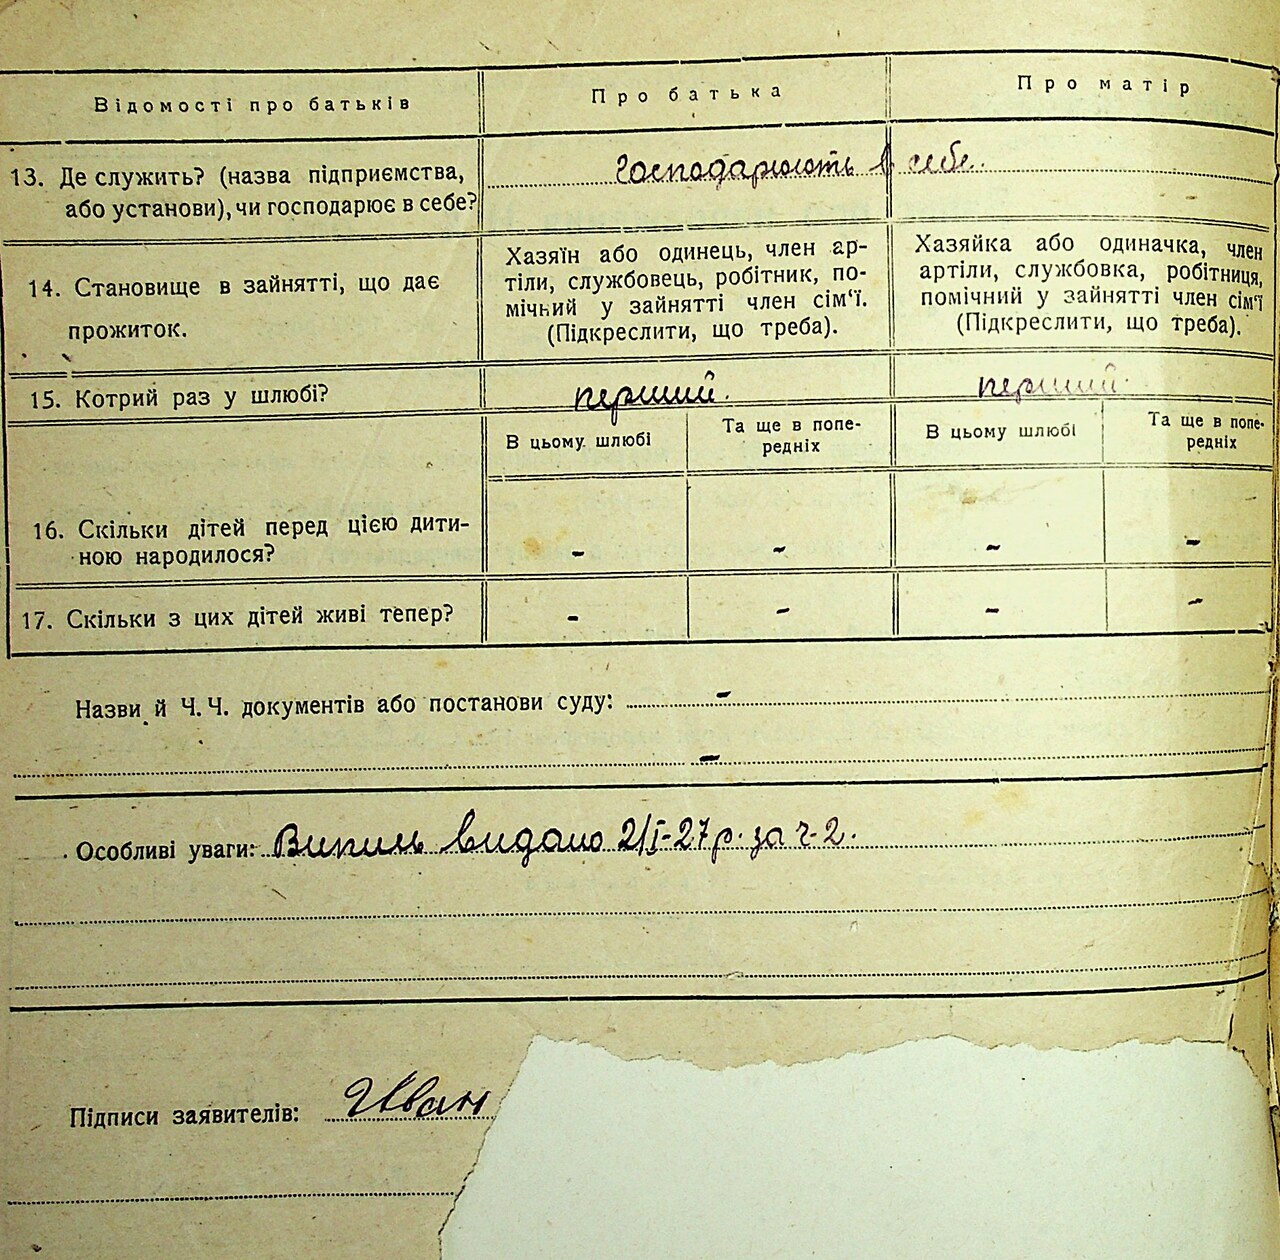 Відомості про батьків
Про батька
Про матір
13. Де служить? (назва підприємства,
або установи), чи господарює в себе?
господарюють в себе.
14. Становище в зайнятті, що дає
прожиток.
Хазяїн або одинець, член ар-
тіли, службовець, робітник, по-
мічний у зайнятті член сім‘ї.
(Підкреслити, що треба).
Хазяйка або одиначка, член
артіли, службовка, робітниця,
помічний у зайнятті член сім‘ї
(Підкреслити, що треба).
15. Котрий раз у шлюбі?
перший.
перший.
В цьому шлюбі
Та ще в попе-
редніх
В цьому шлюбі
Та ще в попе-
редніх
16. Скільки дітей перед цією дити-
ною народилося?
- - - -
17. Скільки з цих дітей живі тепер?
- - - -
Назви й Ч. Ч. документів або постанови суду: -
-
Особливі уваги: Випись видано 2/I-27 р. за ч. 2.
Підписи заявителів: Иван